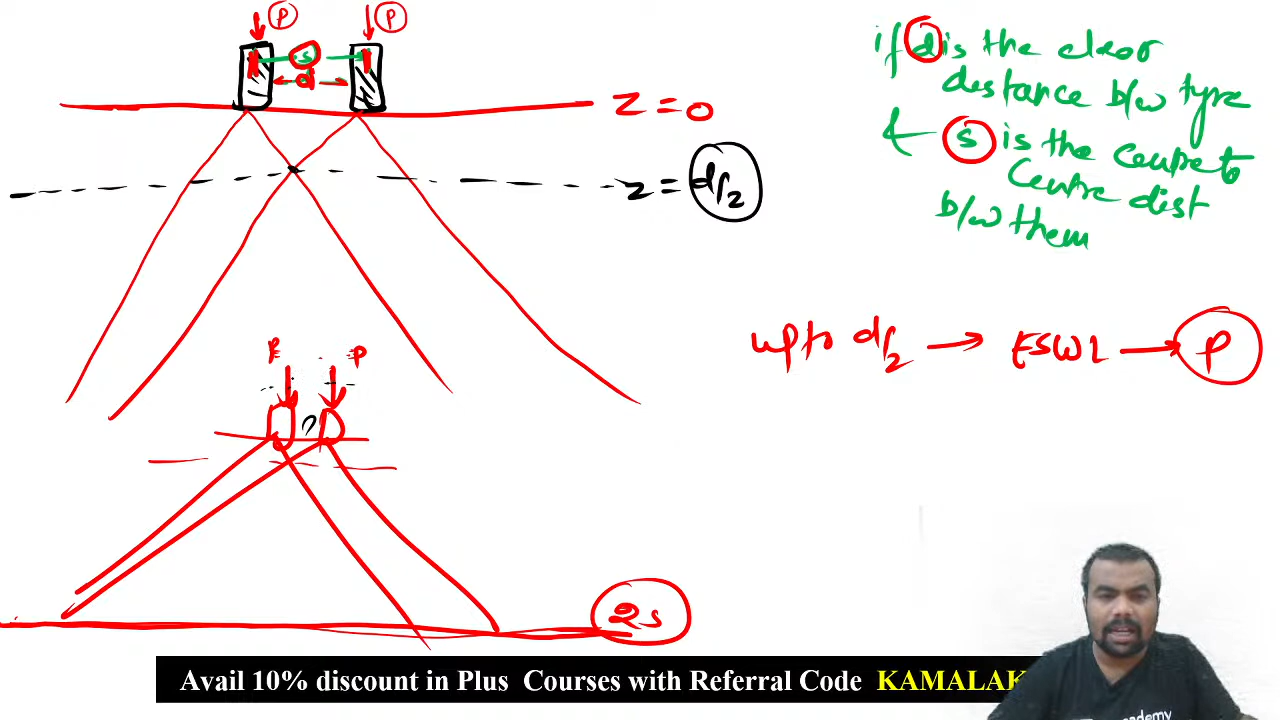 P P
s
d
z = 0
z = d/2
if d is the clear
distance b/w tyre
& s is the centre to
centre dist
b/w them
upto d/2 → ESWL → P
P P
2s
Avail 10% discount in Plus Courses with Referral Code KAMALAK